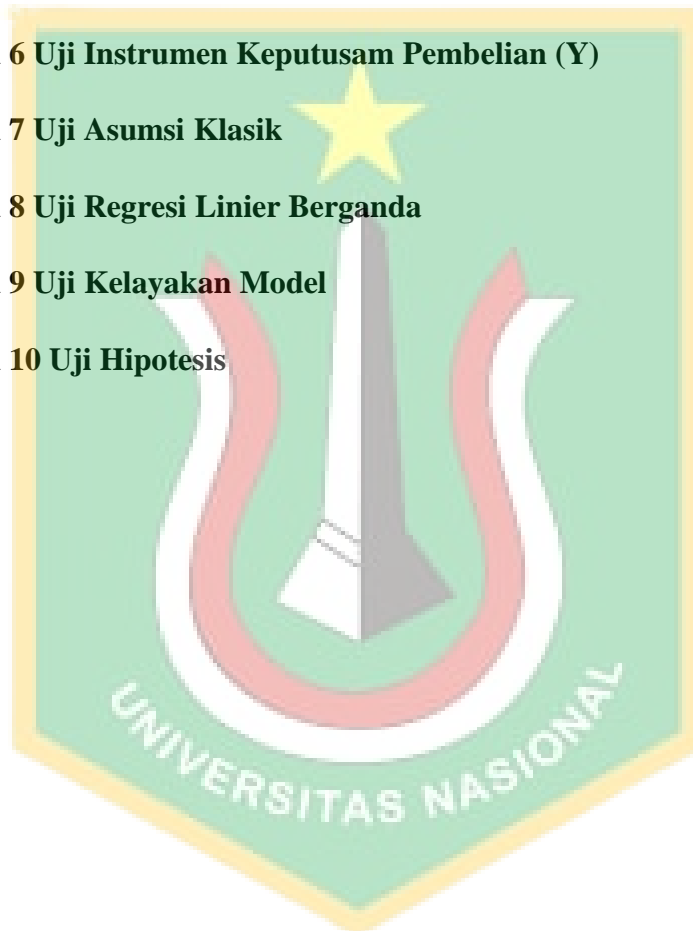 6 Uji Instrumen Keputusam Pembelian (Y)
7 Uji Asumsi Klasik
8 Uji Regresi Linier Berganda
9 Uji Kelayakan Model
10 Uji Hipotesis
UNIVERSITAS NASIONAL